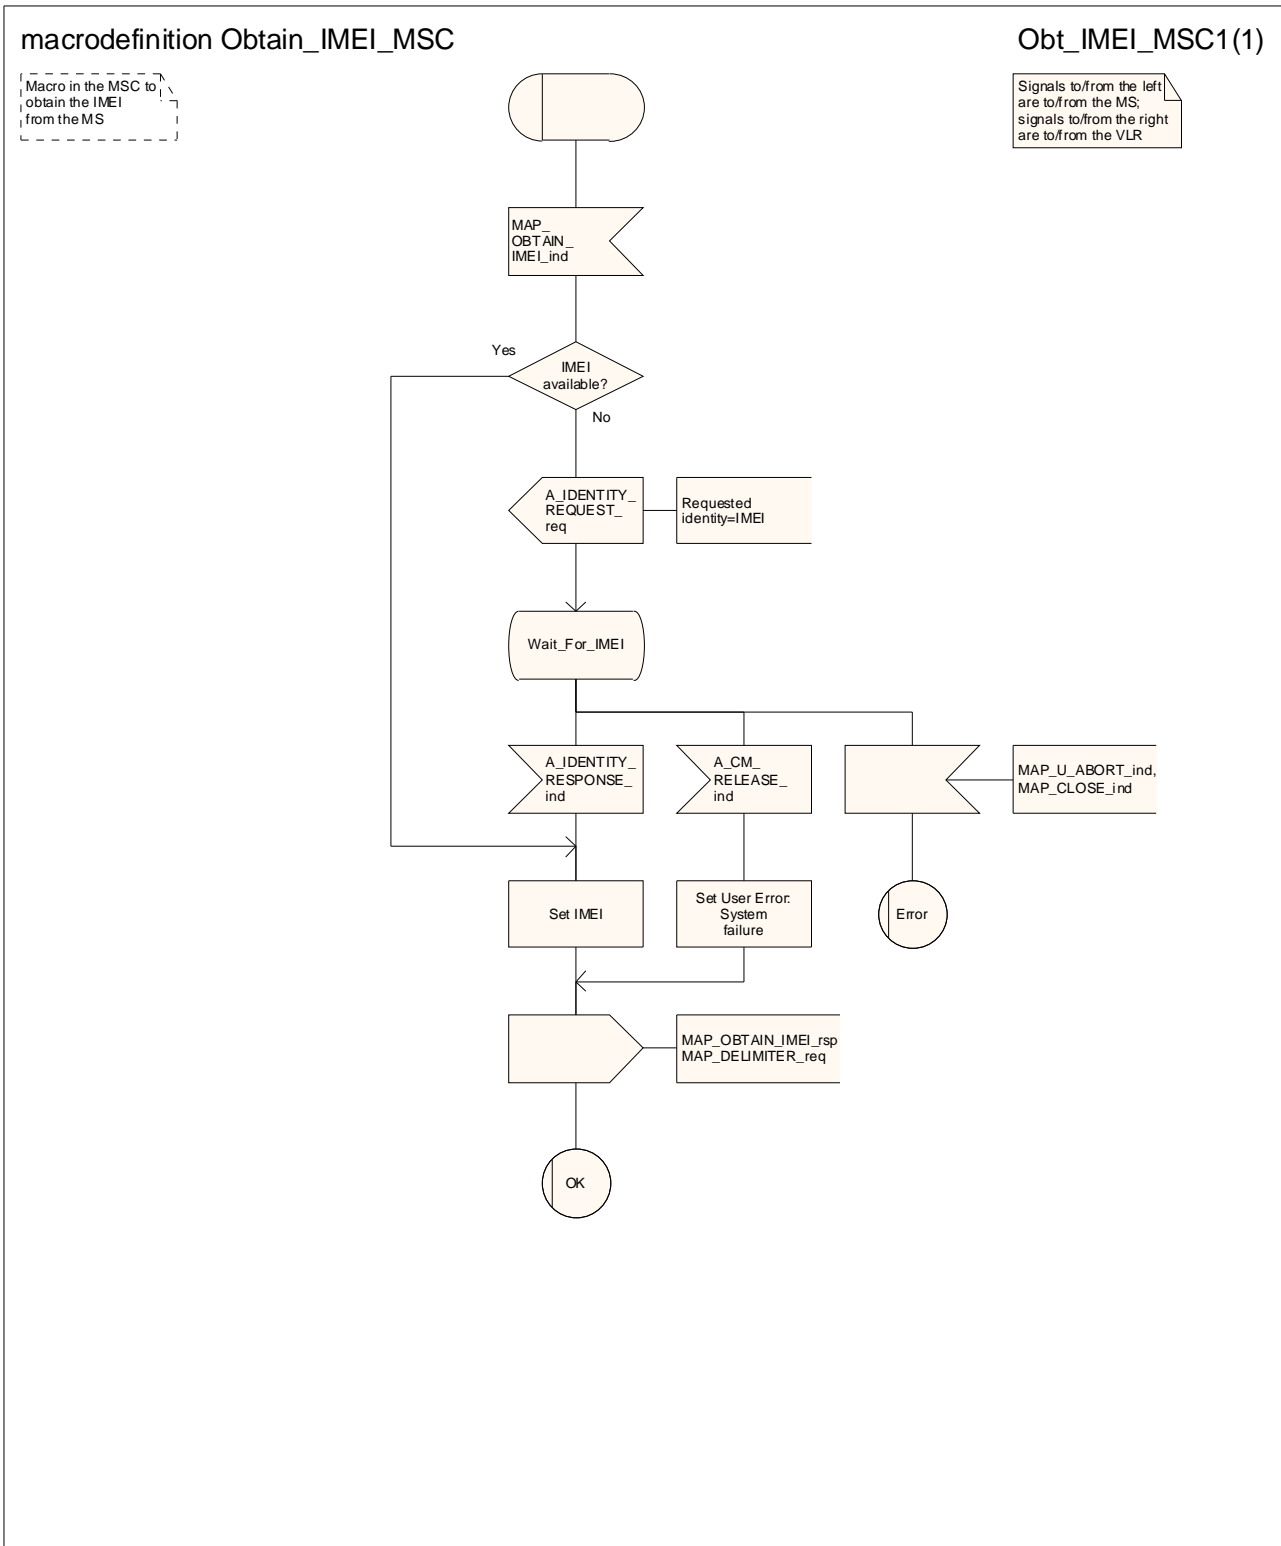 macrodefinition Obtain_IMEI_MSC
Obt_IMEI_MSC1(1)
Macro in the MSC to
obtain the IMEI
from the MS
Signals to/from the left
are to/from the MS;
signals to/from the right
are to/from the VLR
MAP_
OBTAIN_
IMEI_ind
Yes
IMEI
available?
No
A_IDENTITY_
REQUEST_
req
Requested
identity=IMEI
Wait_For_IMEI
A_IDENTITY_
RESPONSE_
ind
A_CM_
RELEASE_
ind
MAP_U_ABORT_ind,
MAP_CLOSE_ind
Set IMEI
Set User Error:
System
failure
Error
MAP_OBTAIN_IMEI_rsp
MAP_DELIMITER_req
OK